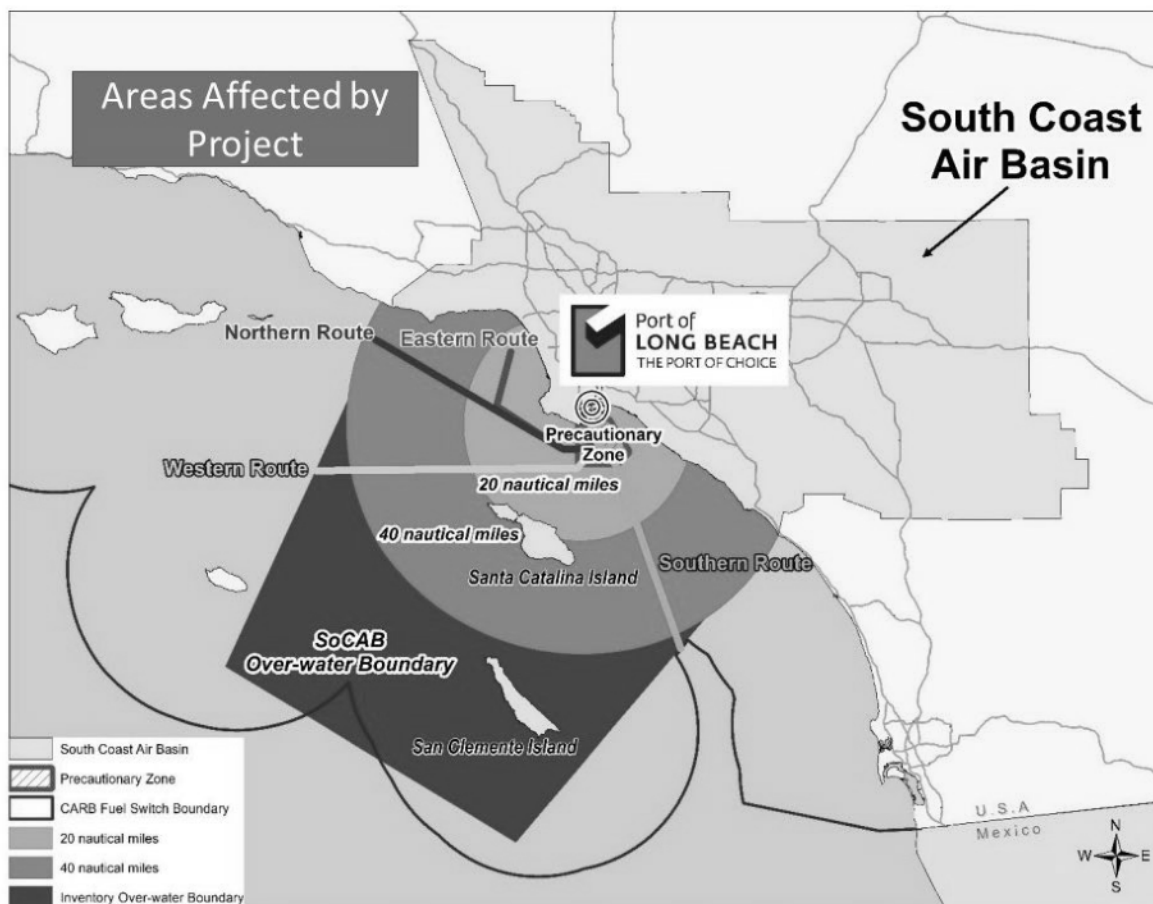 Areas Affected by
Project
South Coast
Air Basin
Port of
LONG BEACH
THE PORT OF CHOICE
Northern Route
Eastern Route
Precautionary
Zone
Western Route
20 nautical miles
40 nautical miles
Santa Catalina Island
Southern Route
SoCAB
Over-water Boundary
San Clemente Island
South Coast Air Basin
Precautionary Zone
CARB Fuel Switch Boundary
20 nautical miles
40 nautical miles
Inventory Over-water Boundary
U.S.A
Mexico
N
W E
S